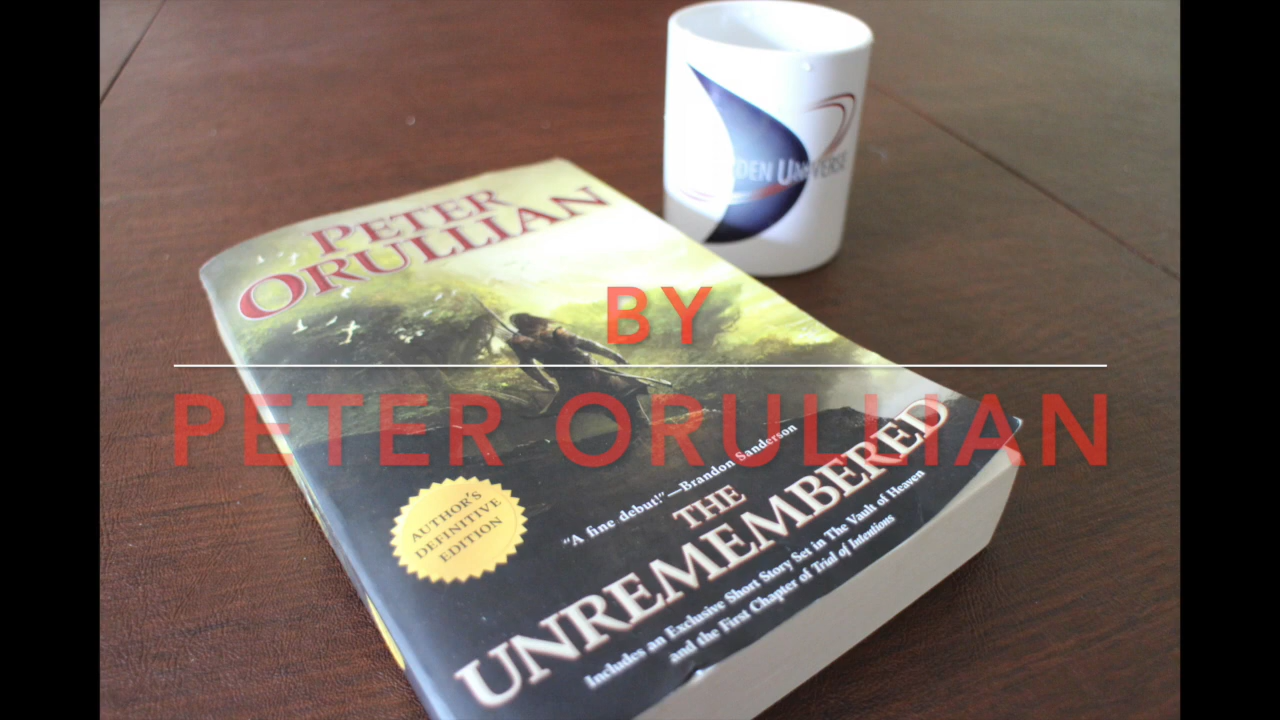 PETER
ORULLIAN
DEN UNIVERSE
BY
PETER ORULLIAN
"A fine debut!"—Brandon Sanderson
THE
UNREMEMBERED
AUTHOR'S
DEFINITIVE
EDITION
Includes an Exclusive Short Story Set in The Vault of Heaven
and the First Chapter of Trial of Intentions